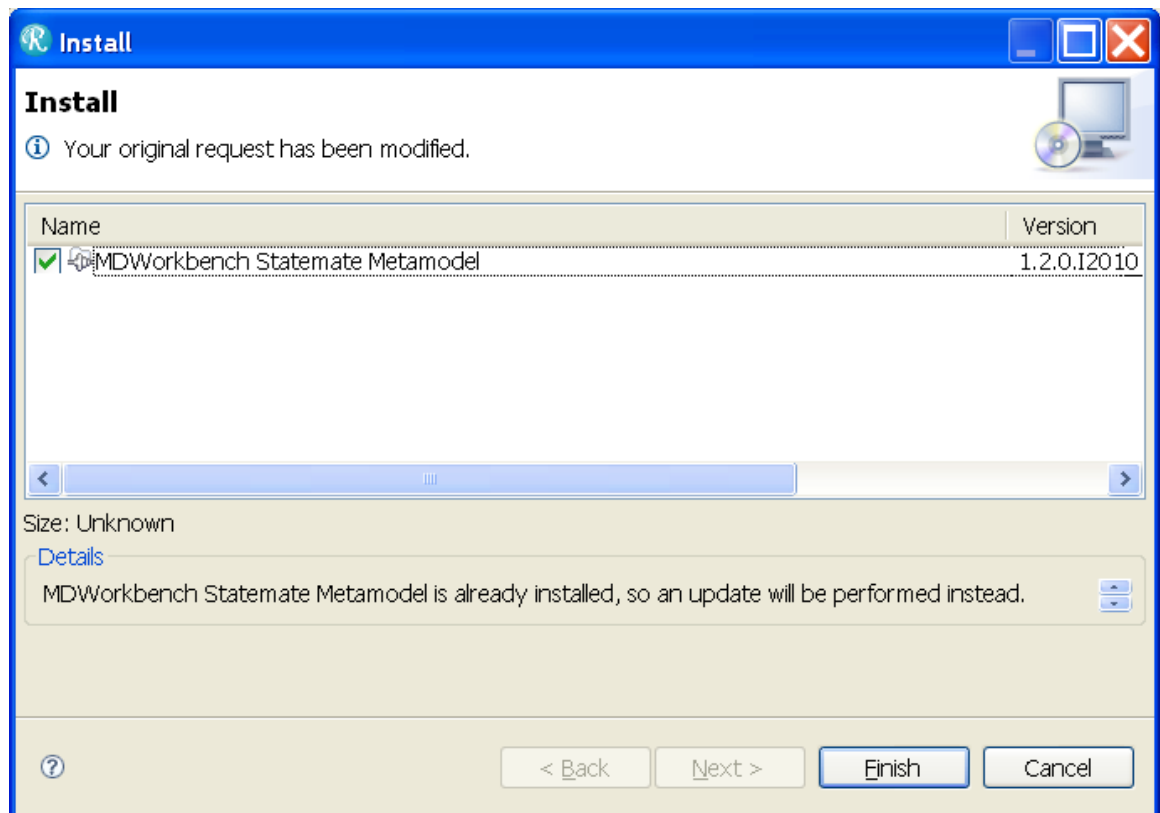 R Install
Install
Your original request has been modified.
Name Version
MDWorkbench Statemate Metamodel 1.2.0.I2010
Size: Unknown
Details
MDWorkbench Statemate Metamodel is already installed, so an update will be performed instead.
? < Back Next > Finish Cancel